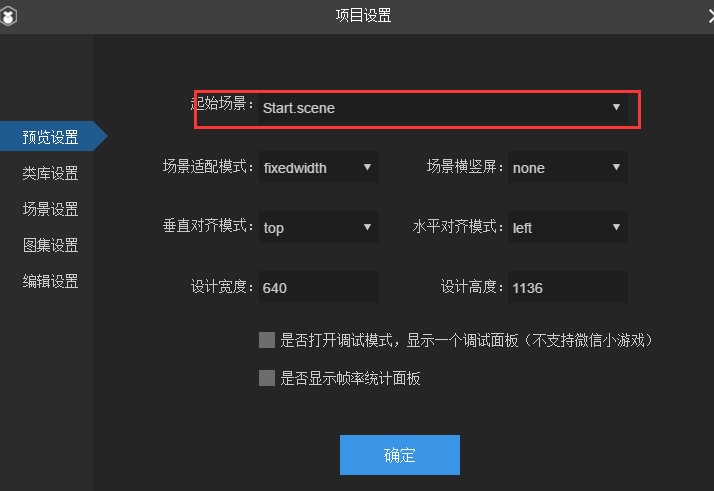 项目设置
起始场景： Start.scene
预览设置
类库设置
场景设置
图集设置
编辑设置
场景适配模式： fixedwidth 场景横竖屏： none
垂直对齐模式： top 水平对齐模式： left
设计宽度： 640 设计高度： 1136
是否打开调试模式，显示一个调试面板（不支持微信小游戏）
是否显示帧率统计面板
确定